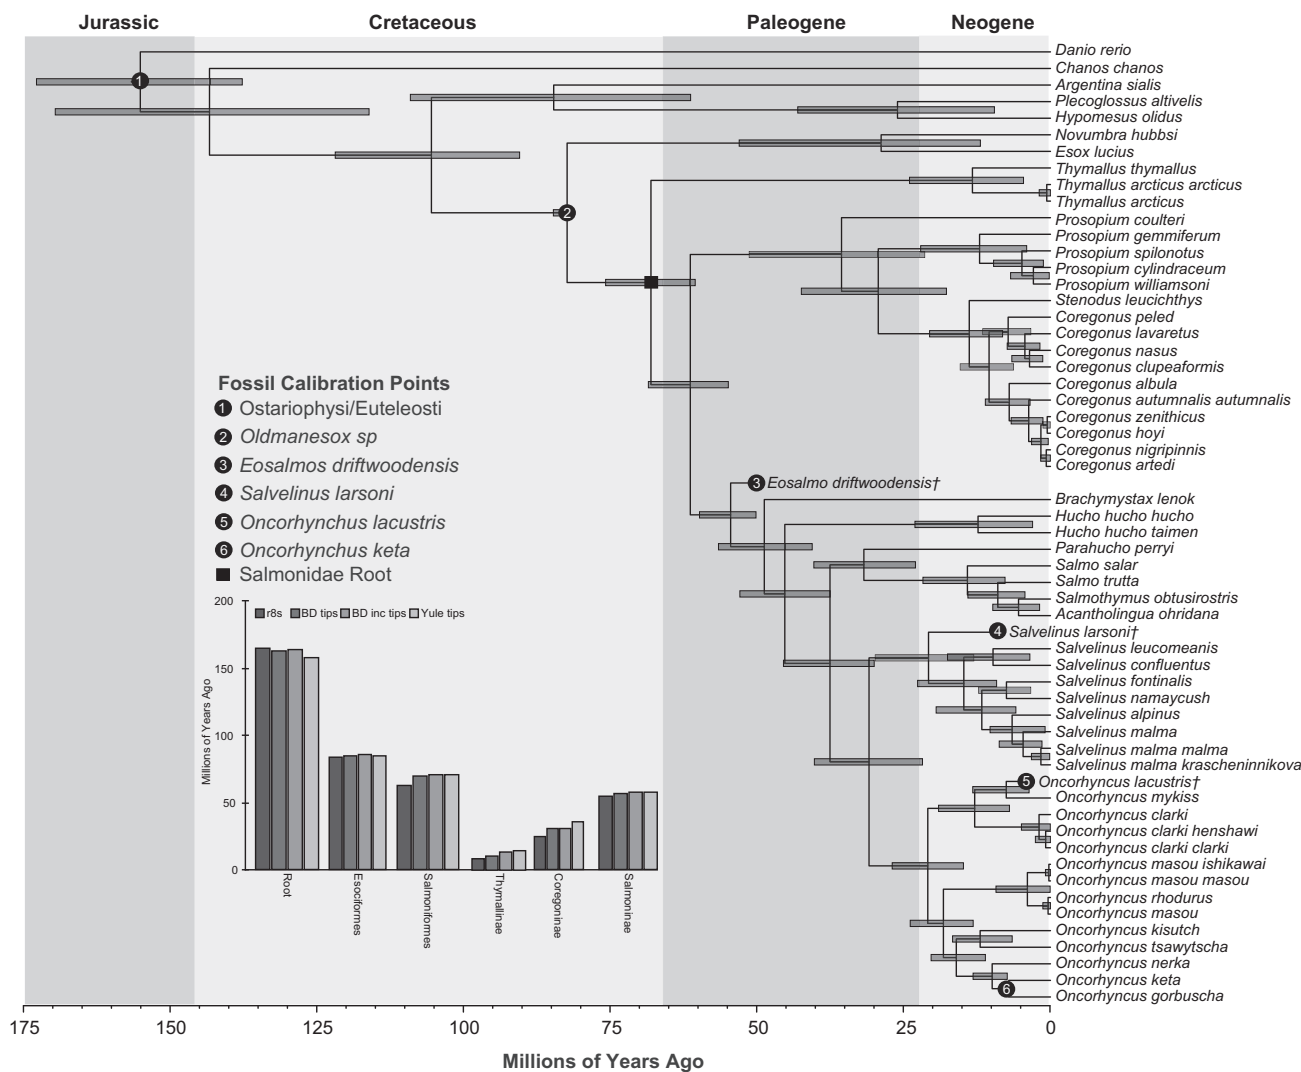 Jurassic
Cretaceous
Paleogene
Neogene
Danio rerio
Chanos chanos
Argentina sialis
Plecoglossus altivelis
Hypomesus olidus
Novumbra hubbsi
Esox lucius
Thymallus thymallus
Thymallus arcticus arcticus
Thymallus arcticus
Prosopium coulteri
Prosopium gemmiferum
Prosopium spilonotus
Prosopium cylindraceum
Prosopium williamsoni
Stenodus leucichthys
Coregonus peled
Coregonus lavaretus
Coregonus nasus
Coregonus clupeaformis
Coregonus albula
Coregonus autumnalis autumnalis
Coregonus zenithicus
Coregonus hoyi
Coregonus nigripinnis
Coregonus artedi
3 Eosalmo driftwoodensis†
Brachymystax lenok
Hucho hucho hucho
Hucho hucho taimen
Parahucho perryi
Salmo salar
Salmo trutta
Salmothymus obtusirostris
Acantholingua ohridana
4 Salvelinus larsoni†
Salvelinus leucomeanis
Salvelinus confluentus
Salvelinus fontinalis
Salvelinus namaycush
Salvelinus alpinus
Salvelinus malma
Salvelinus malma malma
Salvelinus malma krascheninnikova
5 Oncorhyncus lacustris†
Oncorhyncus mykiss
Oncorhyncus clarki
Oncorhyncus clarki henshawi
Oncorhyncus clarki clarki
Oncorhyncus masou ishikawai
Oncorhyncus masou masou
Oncorhyncus rhodurus
Oncorhyncus masou
Oncorhyncus kisutch
Oncorhyncus tsawytscha
Oncorhyncus nerka
Oncorhyncus keta
6
Oncorhyncus gorbuscha
1
2
Fossil Calibration Points
1 Ostariophysi/Euteleosti
2 Oldmanesox sp
3 Eosalmos driftwoodensis
4 Salvelinus larsoni
5 Oncorhynchus lacustris
6 Oncorhynchus keta
Salmonidae Root
r8s BD tips BD inc tips Yule tips
200
150
100
50
0
Millions of Years Ago
Root
Esociformes
Salmoniformes
Thymallinae
Coregoninae
Salmoninae
175 150 125 100 75 50 25 0
Millions of Years Ago